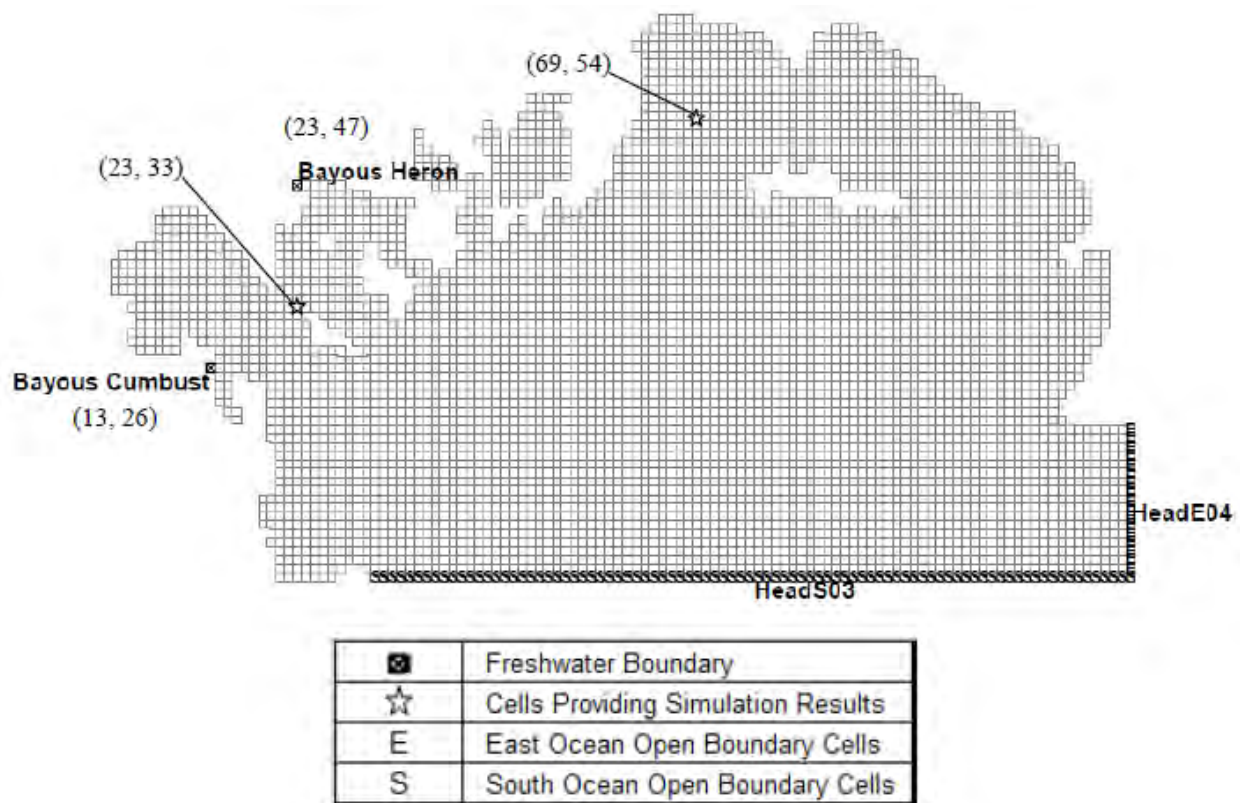 (69, 54)
(23, 47)
(23, 33)
Bayous Heron
Bayous Cumbust
(13, 26)
HeadE04
HeadS03
Freshwater Boundary
☆ Cells Providing Simulation Results
E East Ocean Open Boundary Cells
S South Ocean Open Boundary Cells